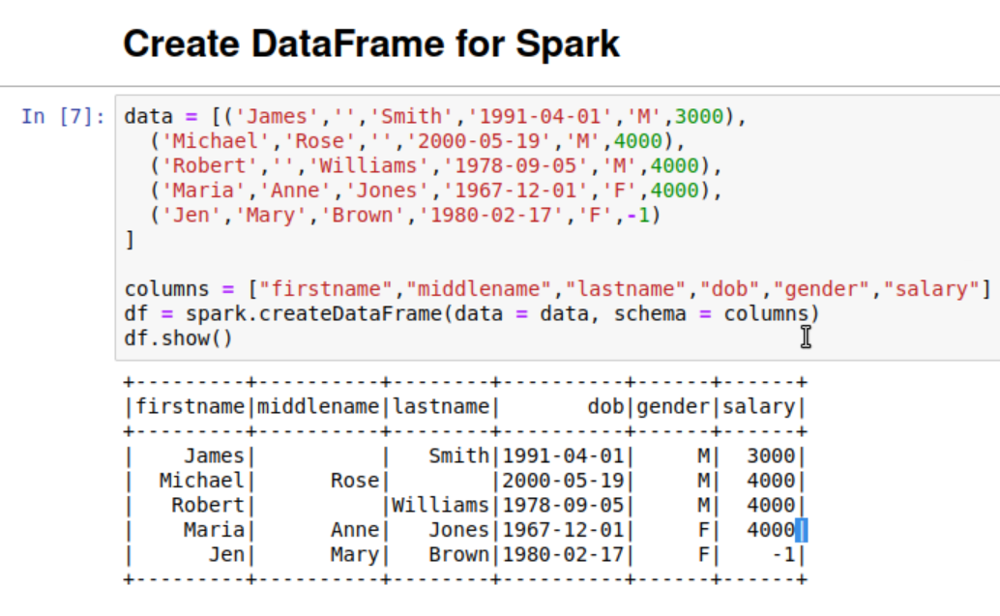 Create DataFrame for Spark
In [7]: data = [('James','','Smith','1991-04-01','M',3000),
  ('Michael','Rose','','2000-05-19','M',4000),
  ('Robert','','Williams','1978-09-05','M',4000),
  ('Maria','Anne','Jones','1967-12-01','F',4000),
  ('Jen','Mary','Brown','1980-02-17','F',-1)
]
columns = ["firstname","middlename","lastname","dob","gender","salary"]
df = spark.createDataFrame(data = data, schema = columns)
df.show()
+---------+----------+--------+----------+------+------+
|firstname|middlename|lastname|       dob|gender|salary|
+---------+----------+--------+----------+------+------+
|    James|          |   Smith|1991-04-01|     M|  3000|
|  Michael|      Rose|        |2000-05-19|     M|  4000|
|   Robert|          |Williams|1978-09-05|     M|  4000|
|    Maria|      Anne|   Jones|1967-12-01|     F|  4000|
|      Jen|      Mary|   Brown|1980-02-17|     F|    -1|
+---------+----------+--------+----------+------+------+